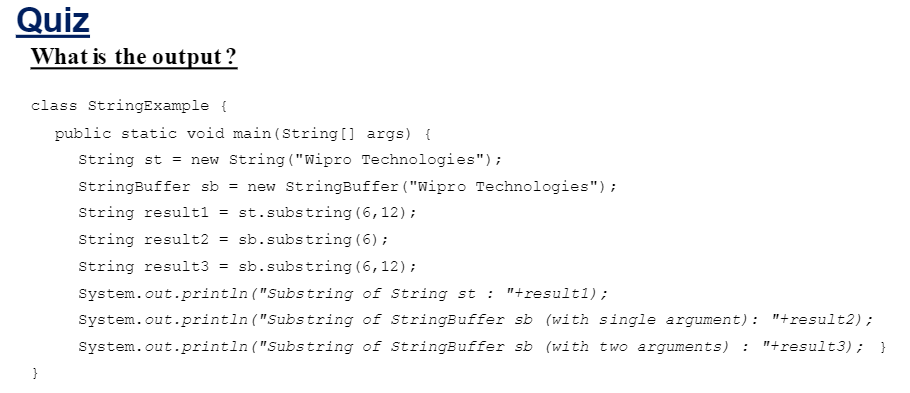 Quiz
What is the output ?
class StringExample {
public static void main(String[] args) {
String st = new String("Wipro Technologies");
StringBuffer sb = new StringBuffer("Wipro Technologies");
String result1 = st.substring(6,12);
String result2 = sb.substring(6);
String result3 = sb.substring(6,12);
System.out.println("Substring of String st : "+result1);
System.out.println("Substring of StringBuffer sb (with single argument): "+result2);
System.out.println("Substring of StringBuffer sb (with two arguments) : "+result3); }
}